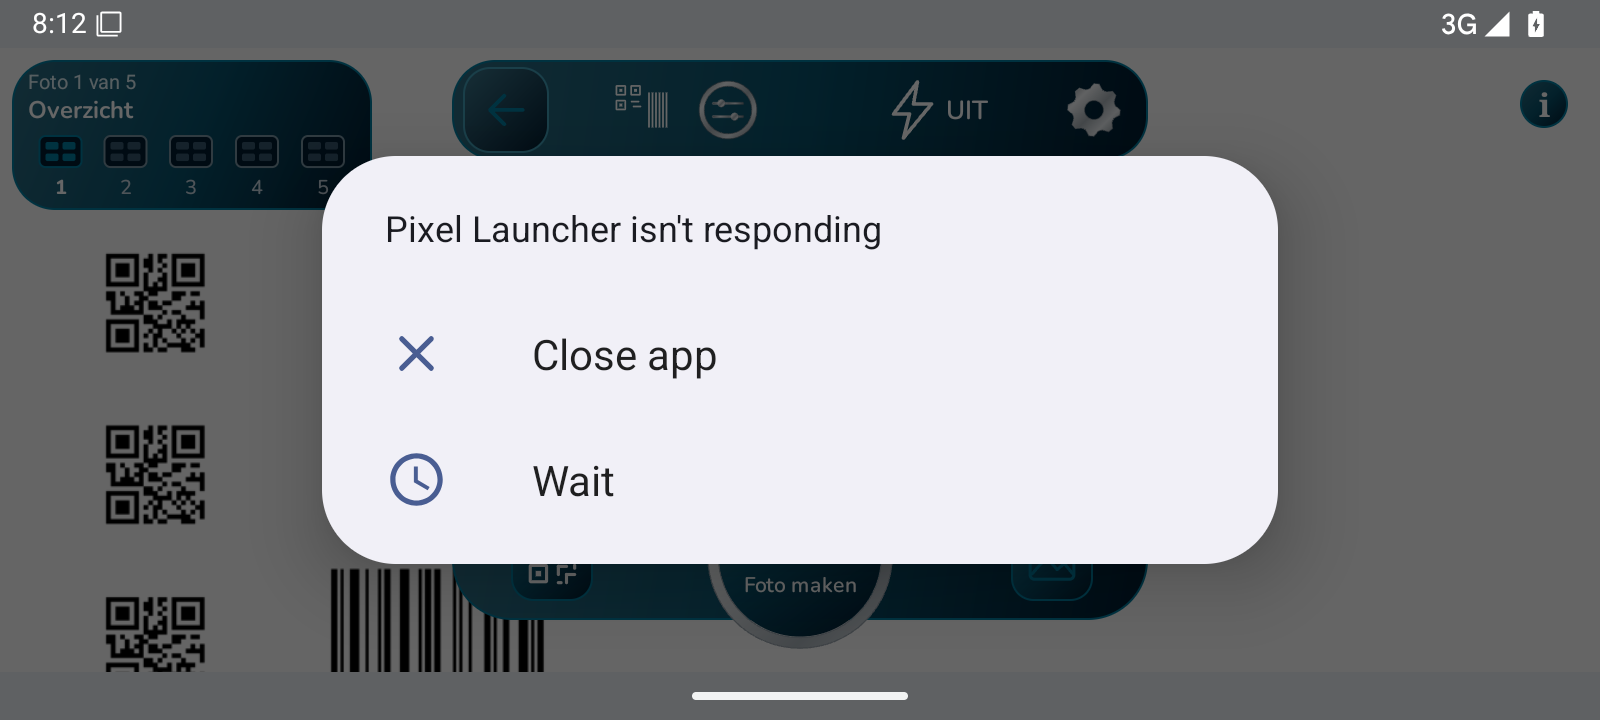 8:12
3G
Foto 1 van 5
Overzicht
1 2 3 4 5
UIT
i
Pixel Launcher isn't responding
Close app
Wait
Foto maken